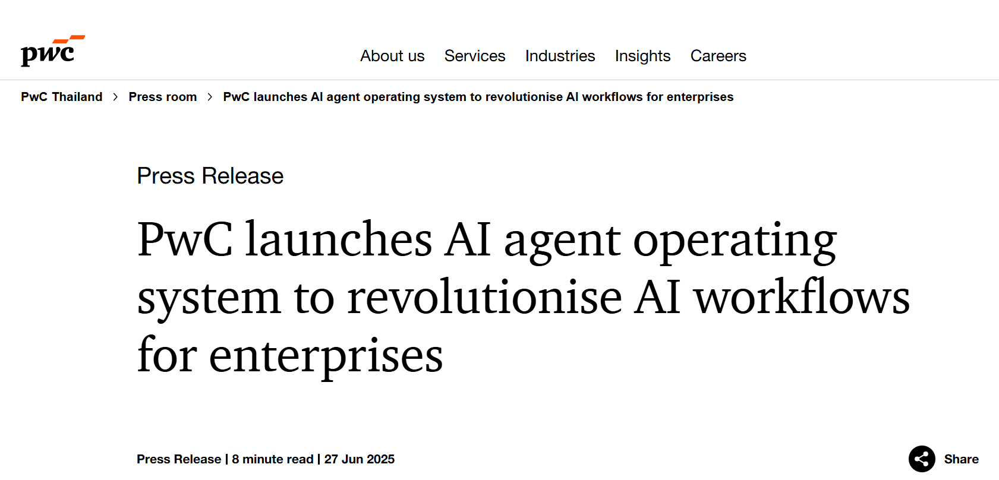 pwc
About us Services Industries Insights Careers
PwC Thailand > Press room > PwC launches AI agent operating system to revolutionise AI workflows for enterprises
Press Release
PwC launches AI agent operating
system to revolutionise AI workflows
for enterprises
Press Release | 8 minute read | 27 Jun 2025
Share